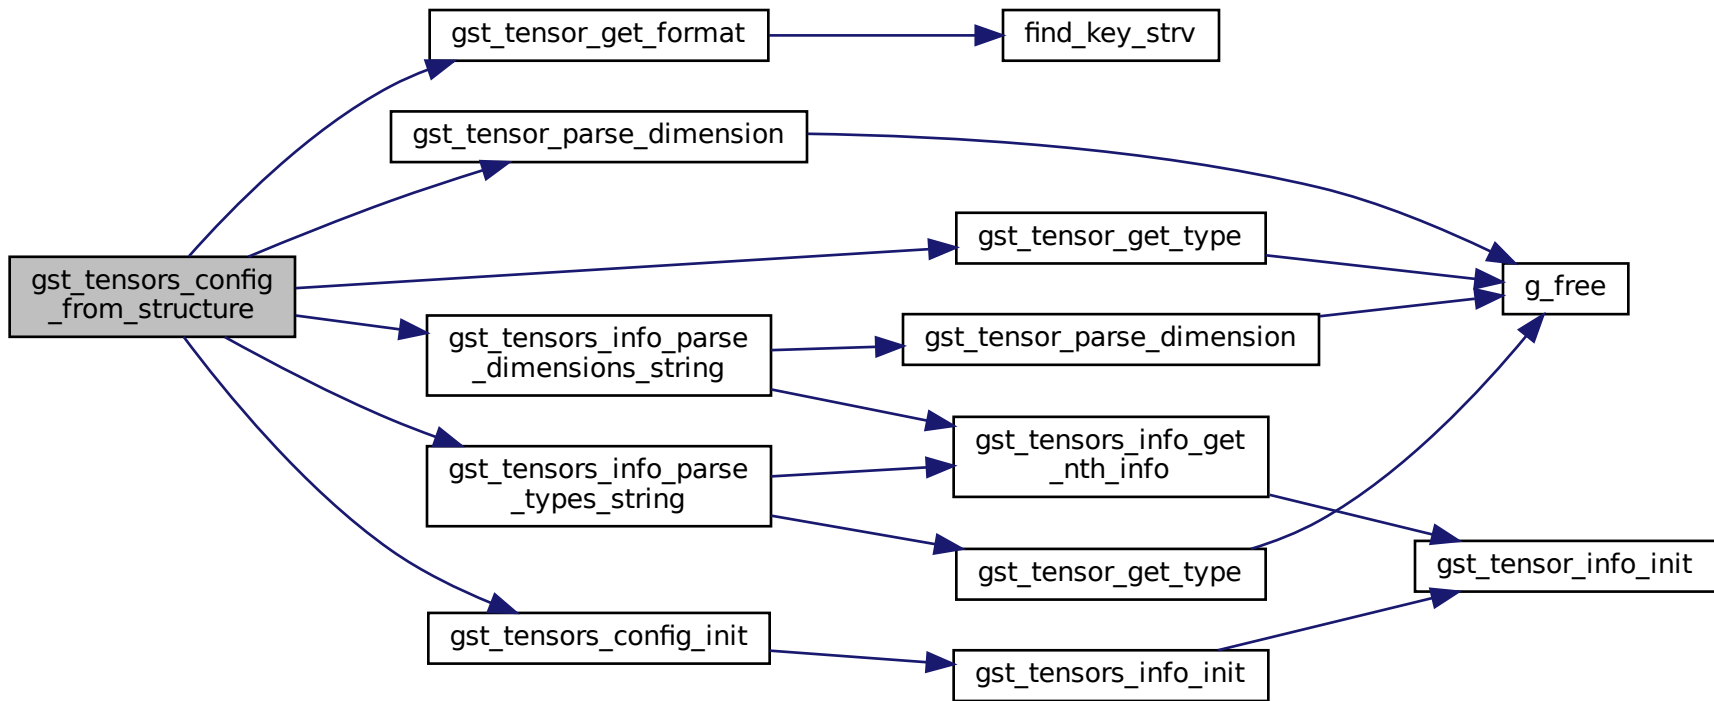 gst_tensor_get_format
find_key_strv
gst_tensor_parse_dimension
gst_tensor_get_type
gst_tensors_config
_from_structure
g_free
gst_tensors_info_parse
_dimensions_string
gst_tensor_parse_dimension
gst_tensors_info_get
_nth_info
gst_tensors_info_parse
_types_string
gst_tensor_get_type
gst_tensor_info_init
gst_tensors_config_init
gst_tensors_info_init